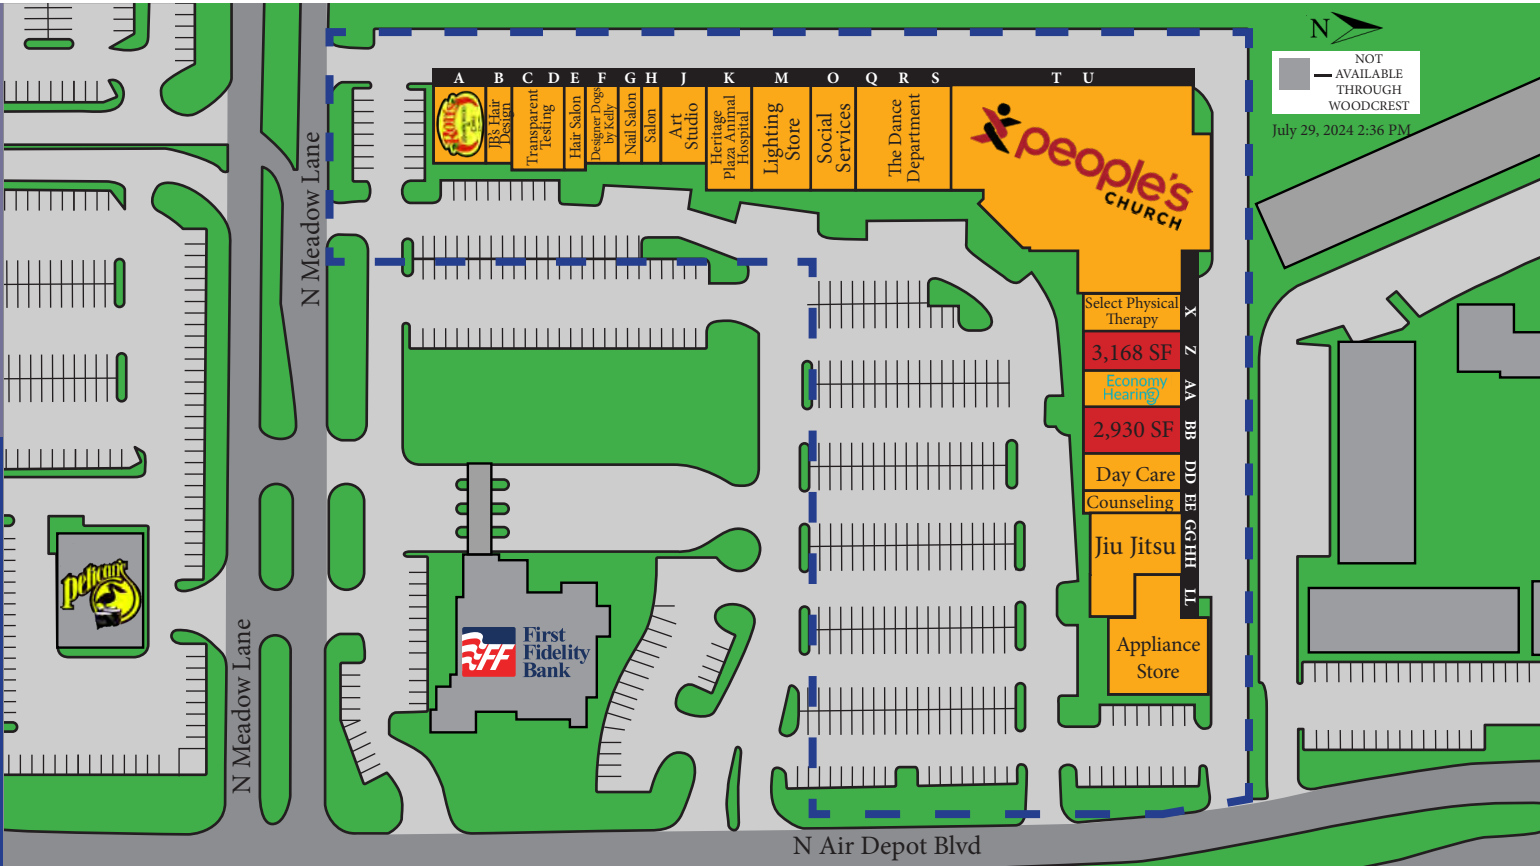 N
NOT
AVAILABLE
THROUGH
WOODCREST
July 29, 2024 2:36 PM
A B C D E F G H J K M O Q R S T U
Ron's
JB's Hair
Design
Transparent
Testing
Hair Salon
Designer Dogs
by Kelly
Nail Salon
Salon
Art
Studio
Heritage
Plaza Animal
Hospital
Lighting
Store
Social
Services
The Dance
Department
people's
CHURCH
N Meadow Lane
Select Physical
Therapy
X
3,168 SF
Z
Economy
Hearing
AA
2,930 SF
BB
Day Care
DD
Counseling
EE
Jiu Jitsu
GG
HH
LL
Appliance
Store
Pelicans
FF
First
Fidelity
Bank
N Meadow Lane
N Air Depot Blvd